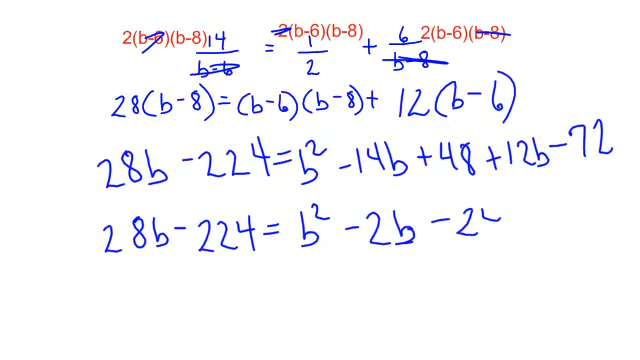 2(b-6)(b-8) 14/(b-6) = 2(b-6)(b-8) 1/2 + 6/(b-8) 2(b-6)(b-8)
28(b-8)=(b-6)(b-8)+ 12(b-6)
28b -224=b² -14b+48+12b-72
28b-224=b² -2b -24